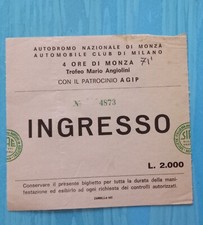 AUTODROMO NAZIONALE DI MONZA
AUTOMOBILE CLUB DI MILANO
4 ORE DI MONZA 71'
Trofeo Mario Angiolini
CON IL PATROCINIO AGIP
N. 4873
INGRESSO
L. 2.000
Conservare il presente biglietto per tutta la durata della mani-
festazione ed esibirlo ad ogni richiesta dei controlli autorizzati.